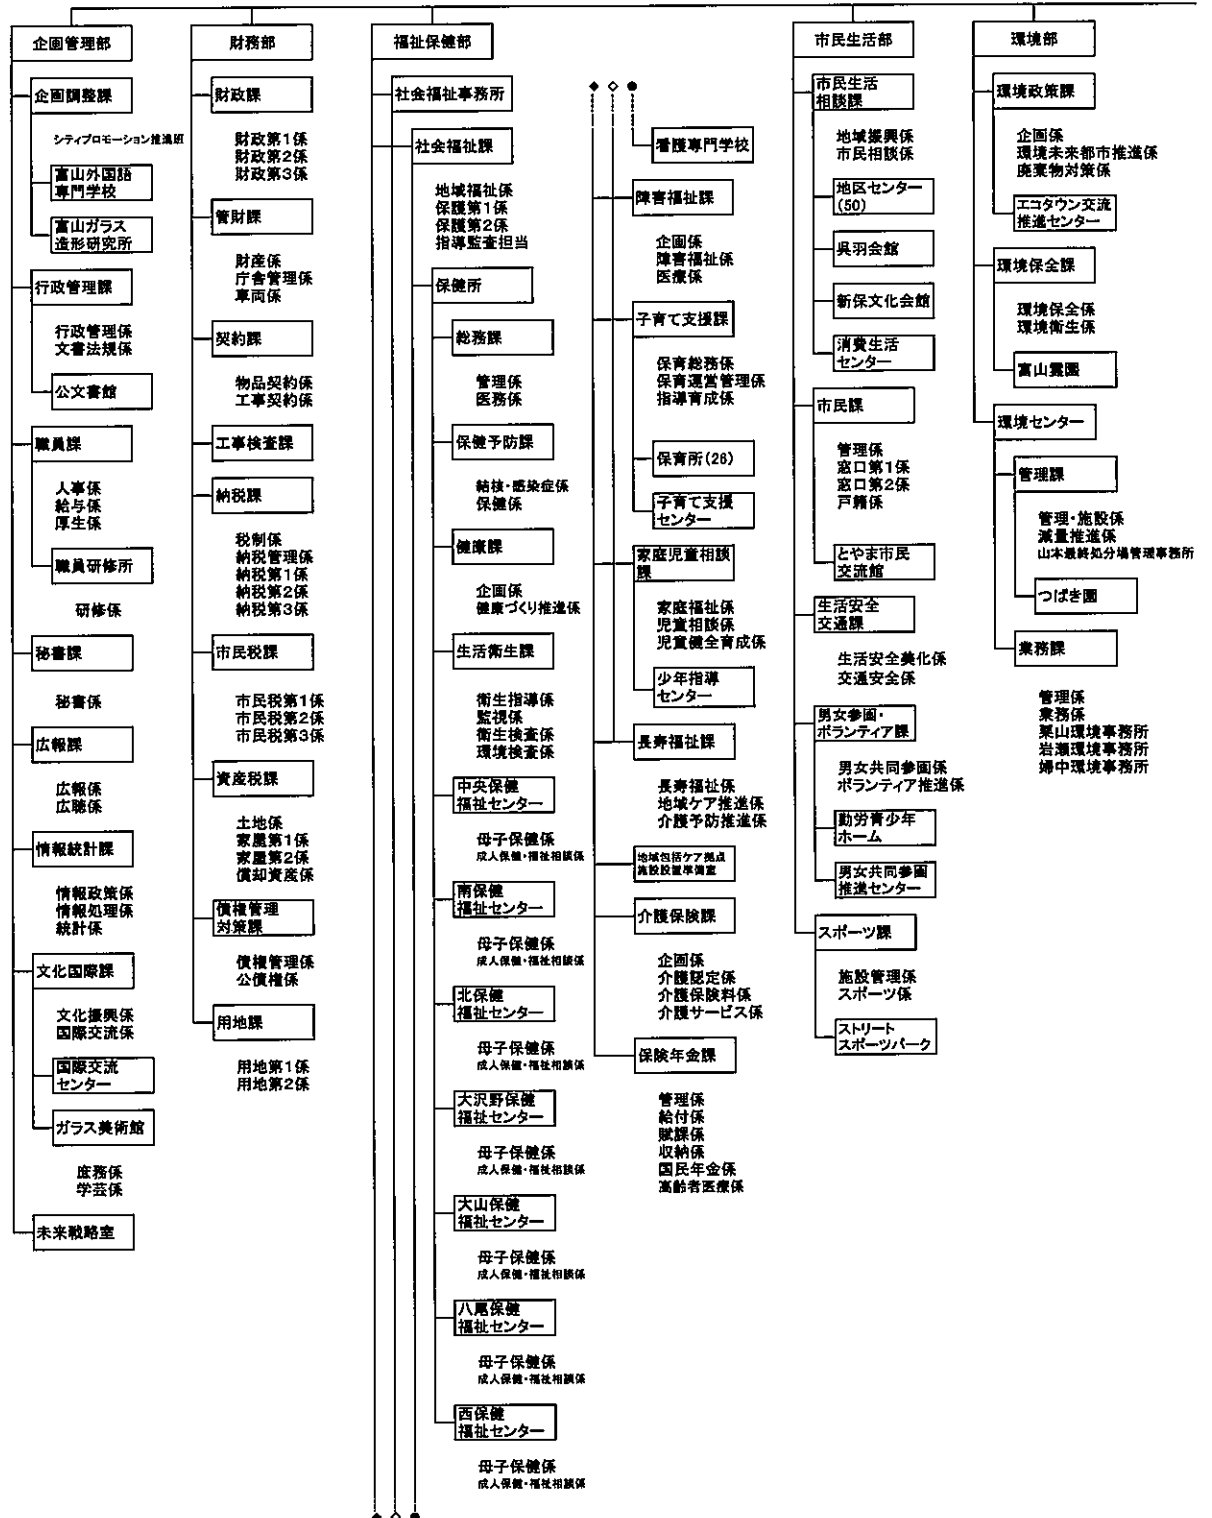 企画管理部
企画調整課
シティプロモーション推進班
富山外国語
専門学校
富山ガラス
造形研究所
行政管理課
行政管理係
文書法規係
公文書館
職員課
人事係
給与係
厚生係
職員研修所
研修係
秘書課
秘書係
広報課
広報係
広聴係
情報統計課
情報政策係
情報処理係
統計係
文化国際課
文化振興係
国際交流係
国際交流
センター
ガラス美術館
庶務係
学芸係
未来戦略室
財務部
財政課
財政第1係
財政第2係
財政第3係
管財課
財産係
庁舎管理係
車両係
契約課
物品契約係
工事契約係
工事検査課
納税課
税制係
納税管理係
納税第1係
納税第2係
納税第3係
市民税課
市民税第1係
市民税第2係
市民税第3係
資産税課
土地係
家屋第1係
家屋第2係
償却資産係
債権管理
対策課
債権管理係
公債権係
用地課
用地第1係
用地第2係
福祉保健部
社会福祉事務所
社会福祉課
地域福祉係
保護第1係
保護第2係
指導監査担当
保健所
総務課
管理係
医務係
保健予防課
結核・感染症係
保健係
健康課
企画係
健康づくり推進係
生活衛生課
衛生指導係
監視係
衛生検査係
環境検査係
中央保健
福祉センター
母子保健係
成人保健・福祉相談係
南保健
福祉センター
母子保健係
成人保健・福祉相談係
北保健
福祉センター
母子保健係
成人保健・福祉相談係
大沢野保健
福祉センター
母子保健係
成人保健・福祉相談係
大山保健
福祉センター
母子保健係
成人保健・福祉相談係
八尾保健
福祉センター
母子保健係
成人保健・福祉相談係
西保健
福祉センター
母子保健係
成人保健・福祉相談係
看護専門学校
障害福祉課
企画係
障害福祉係
医療係
子育て支援課
保育総務係
保育運営管理係
指導育成係
保育所(26)
子育て支援
センター
家庭児童相談
課
家庭福祉係
児童相談係
児童健全育成係
少年指導
センター
長寿福祉課
長寿福祉係
地域ケア推進係
介護予防推進係
地域包括ケア拠点
施設設置準備室
介護保険課
企画係
介護認定係
介護保険料係
介護サービス係
保険年金課
管理係
給付係
賦課係
収納係
国民年金係
高齢者医療係
市民生活部
市民生活
相談課
地域振興係
市民相談係
地区センター
(50)
呉羽会館
新保文化会館
消費生活
センター
市民課
管理係
窓口第1係
窓口第2係
戸籍係
とやま市民
交流館
生活安全
交通課
生活安全美化係
交通安全係
男女参画・
ボランティア課
男女共同参画係
ボランティア推進係
勤労青少年
ホーム
男女共同参画
推進センター
スポーツ課
施設管理係
スポーツ係
ストリート
スポーツパーク
環境部
環境政策課
企画係
環境未来都市推進係
廃棄物対策係
エコタウン交流
推進センター
環境保全課
環境保全係
環境衛生係
富山霊園
環境センター
管理課
管理・施設係
減量推進係
山本最終処分場管理事務所
つばき園
業務課
管理係
業務係
栗山環境事務所
岩瀬環境事務所
婦中環境事務所